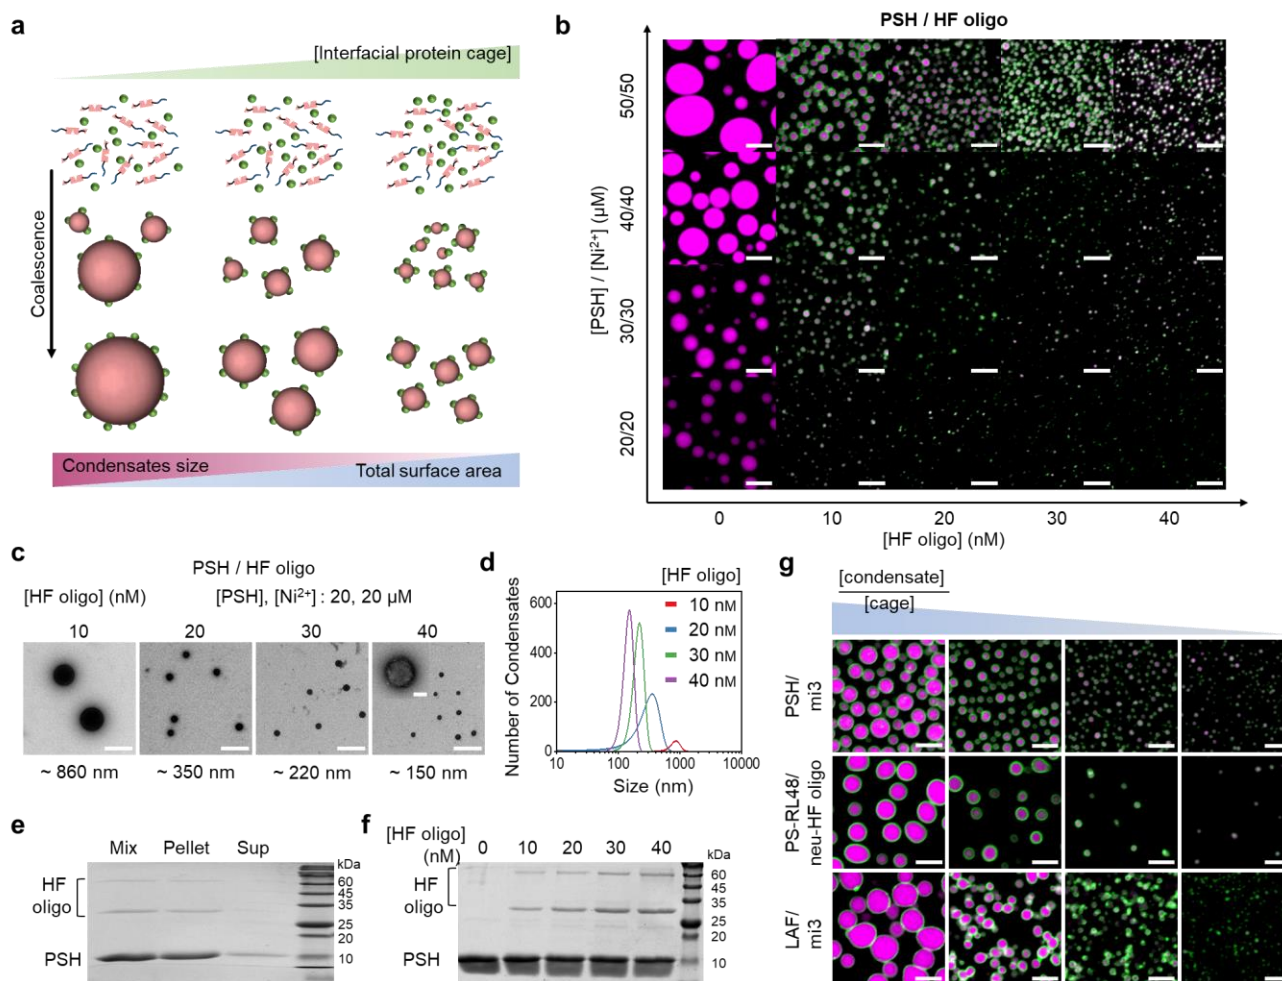 a
[Interfacial protein cage]
Coalescence
Condensates size
Total surface area
b
PSH / HF oligo
[PSH] / [Ni²⁺] (µM)
50/50
40/40
30/30
20/20
0 10 20 30 40
[HF oligo] (nM)
c
PSH / HF oligo
[HF oligo] (nM) [PSH], [Ni²⁺] : 20, 20 µM
10 20 30 40
~ 860 nm ~ 350 nm ~ 220 nm ~ 150 nm
d
[HF oligo]
10 nM
20 nM
30 nM
40 nM
Number of Condensates
600
400
200
0
10 100 1000 10000
Size (nm)
e
Mix Pellet Sup
kDa
HF
oligo
PSH
60
45
35
25
20
10
f
[HF oligo]
(nM) 0 10 20 30 40
kDa
HF
oligo
PSH
60
45
35
25
20
10
g
[condensate]
[cage]
PSH/
mi3
PS-RL48/
neu-HF oligo
LAF/
mi3